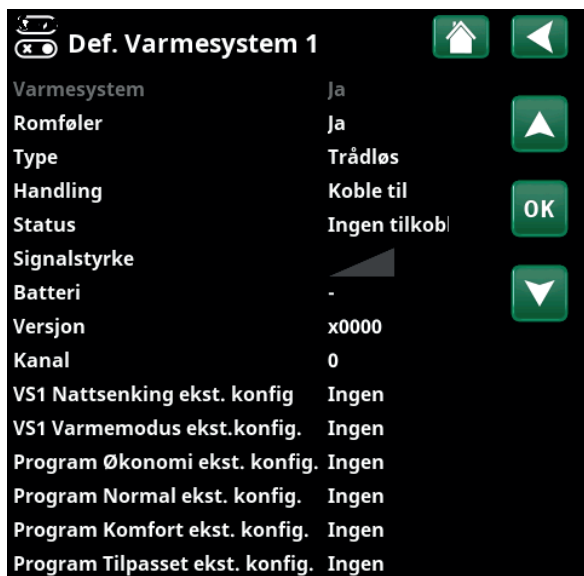 Def. Varmesystem 1
Varmesystem Ja
Romføler Ja
Type Trådløs
Handling Koble til
OK
Status Ingen tilkobl
Signalstyrke
Batteri -
Versjon x0000
Kanal 0
VS1 Nattsenking ekst. konfig Ingen
VS1 Varmemodus ekst.konfig. Ingen
Program Økonomi ekst. konfig. Ingen
Program Normal ekst. konfig. Ingen
Program Komfort ekst. konfig. Ingen
Program Tilpasset ekst. konfig. Ingen